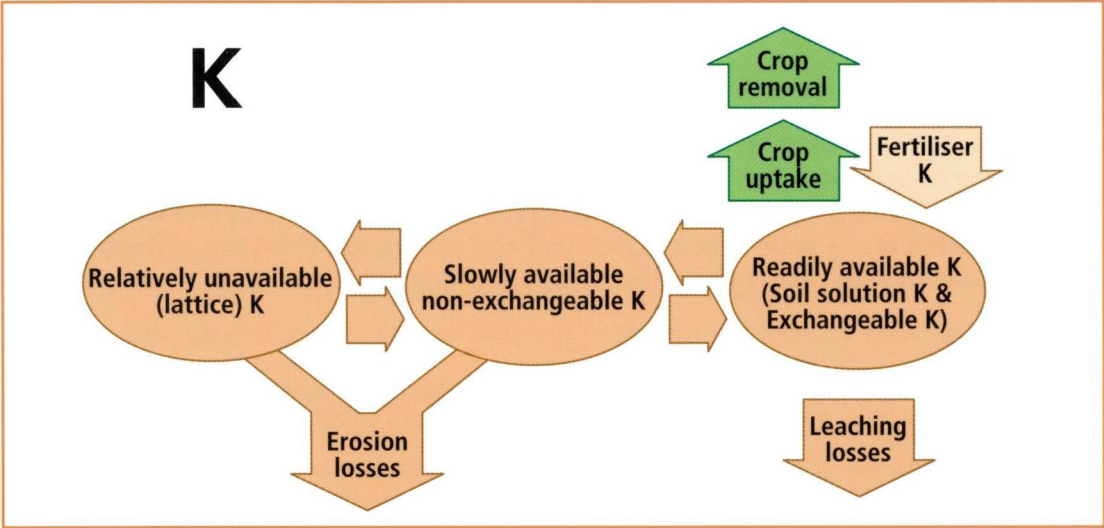 K
Crop
removal
Crop
uptake
Fertiliser
K
Relatively unavailable
(lattice) K
Slowly available
non-exchangeable K
Readily available K
(Soil solution K &
Exchangeable K)
Erosion
losses
Leaching
losses